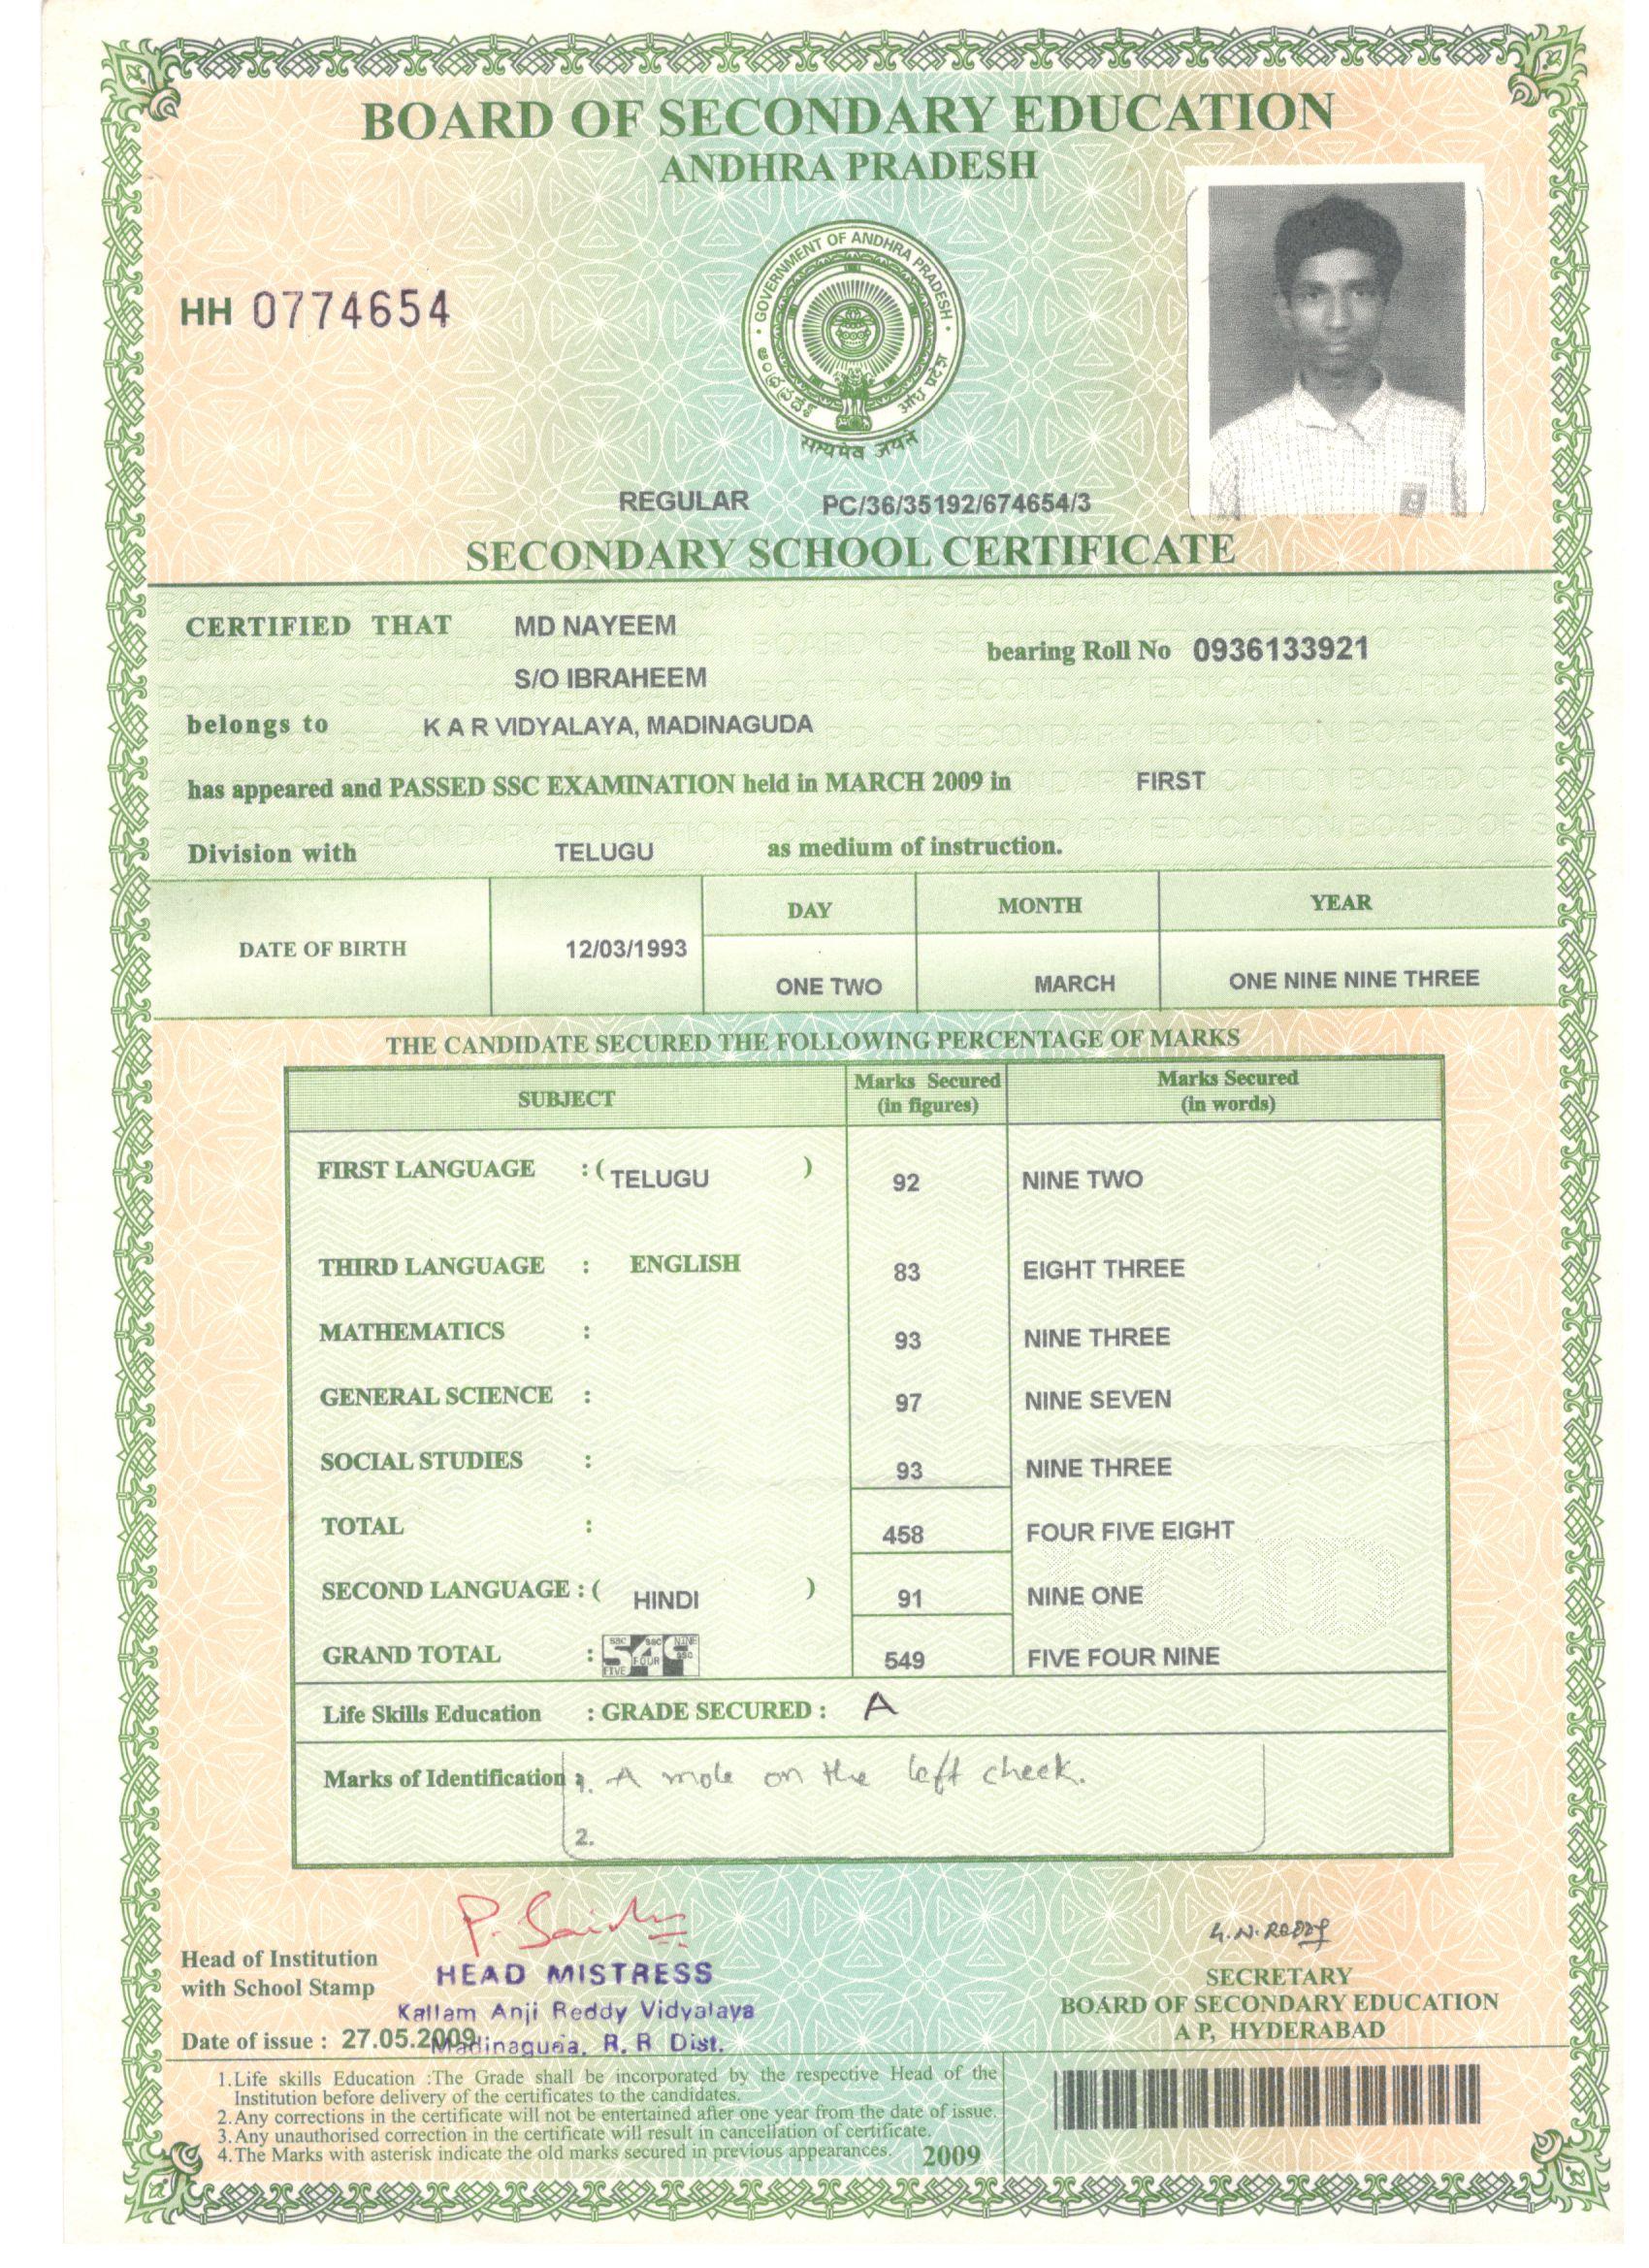 BOARD OF SECONDARY EDUCATION
ANDHRA PRADESH
HH 0774654
GOVERNMENT OF ANDHRA PRADESH
ఆంధ్రప్రదేశ్
आंध्र प्रदेश
सत्यमेव जयते
REGULAR PC/36/35192/674654/3
SECONDARY SCHOOL CERTIFICATE
CERTIFIED THAT MD NAYEEM
bearing Roll No 0936133921
S/O IBRAHEEM
belongs to K A R VIDYALAYA, MADINAGUDA
has appeared and PASSED SSC EXAMINATION held in MARCH 2009 in FIRST
Division with TELUGU as medium of instruction.
DAY MONTH YEAR
DATE OF BIRTH 12/03/1993
ONE TWO MARCH ONE NINE NINE THREE
THE CANDIDATE SECURED THE FOLLOWING PERCENTAGE OF MARKS
SUBJECT Marks Secured (in figures) Marks Secured (in words)
FIRST LANGUAGE : ( TELUGU ) 92 NINE TWO
THIRD LANGUAGE : ENGLISH 83 EIGHT THREE
MATHEMATICS : 93 NINE THREE
GENERAL SCIENCE : 97 NINE SEVEN
SOCIAL STUDIES : 93 NINE THREE
TOTAL : 458 FOUR FIVE EIGHT
SECOND LANGUAGE : ( HINDI ) 91 NINE ONE
GRAND TOTAL : 549 FIVE FOUR NINE
Life Skills Education : GRADE SECURED : A
Marks of Identification 1. A mole on the left cheek.
2.
G.N. REDDY
Head of Institution
with School Stamp
HEAD MISTRESS
Kallam Anji Reddy Vidyalaya
Madinaguda, R. R Dist.
Date of issue : 27.05.2009
SECRETARY
BOARD OF SECONDARY EDUCATION
A P, HYDERABAD
1.Life skills Education :The Grade shall be incorporated by the respective Head of the
Institution before delivery of the certificates to the candidates.
2.Any corrections in the certificate will not be entertained after one year from the date of issue.
3.Any unauthorised correction in the certificate will result in cancellation of certificate.
4.The Marks with asterisk indicate the old marks secured in previous appearances.
2009